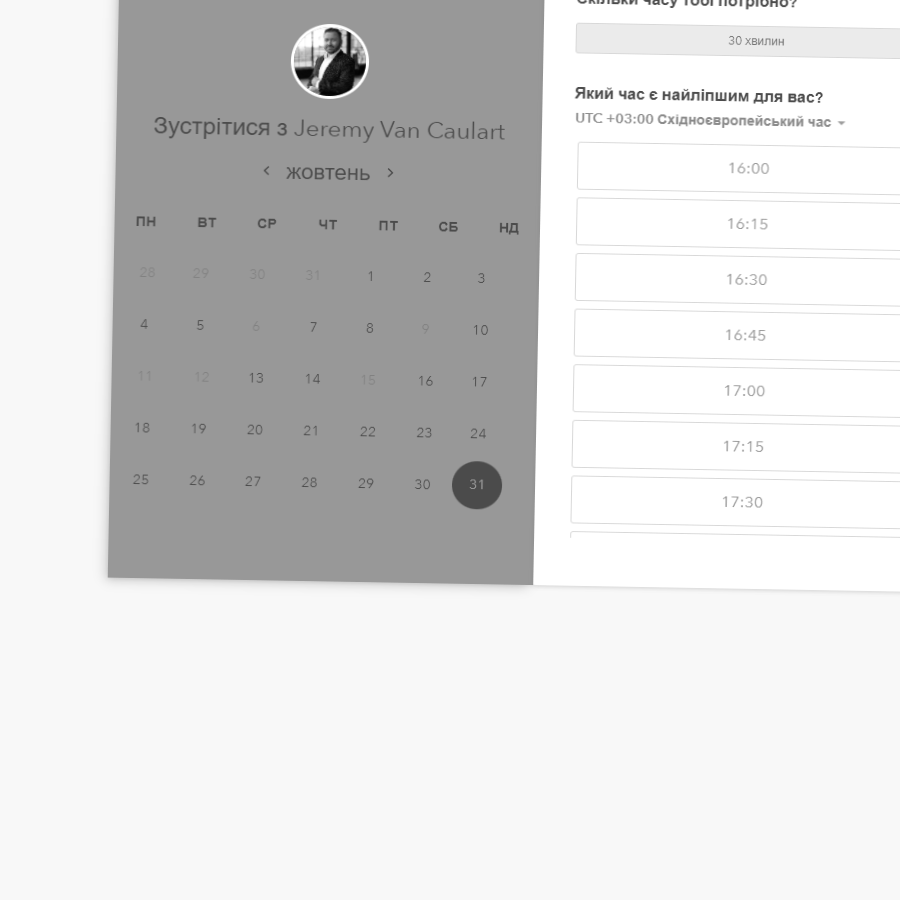 Скільки часу тобі потрібно?
30 хвилин
Зустрітися з Jeremy Van Caulart
жовтень
ПН ВТ СР ЧТ ПТ СБ НД
28 29 30 31 1 2 3
4 5 6 7 8 9 10
11 12 13 14 15 16 17
18 19 20 21 22 23 24
25 26 27 28 29 30 31
Який час є найліпшим для вас?
UTC +03:00 Східноєвропейський час
16:00
16:15
16:30
16:45
17:00
17:15
17:30